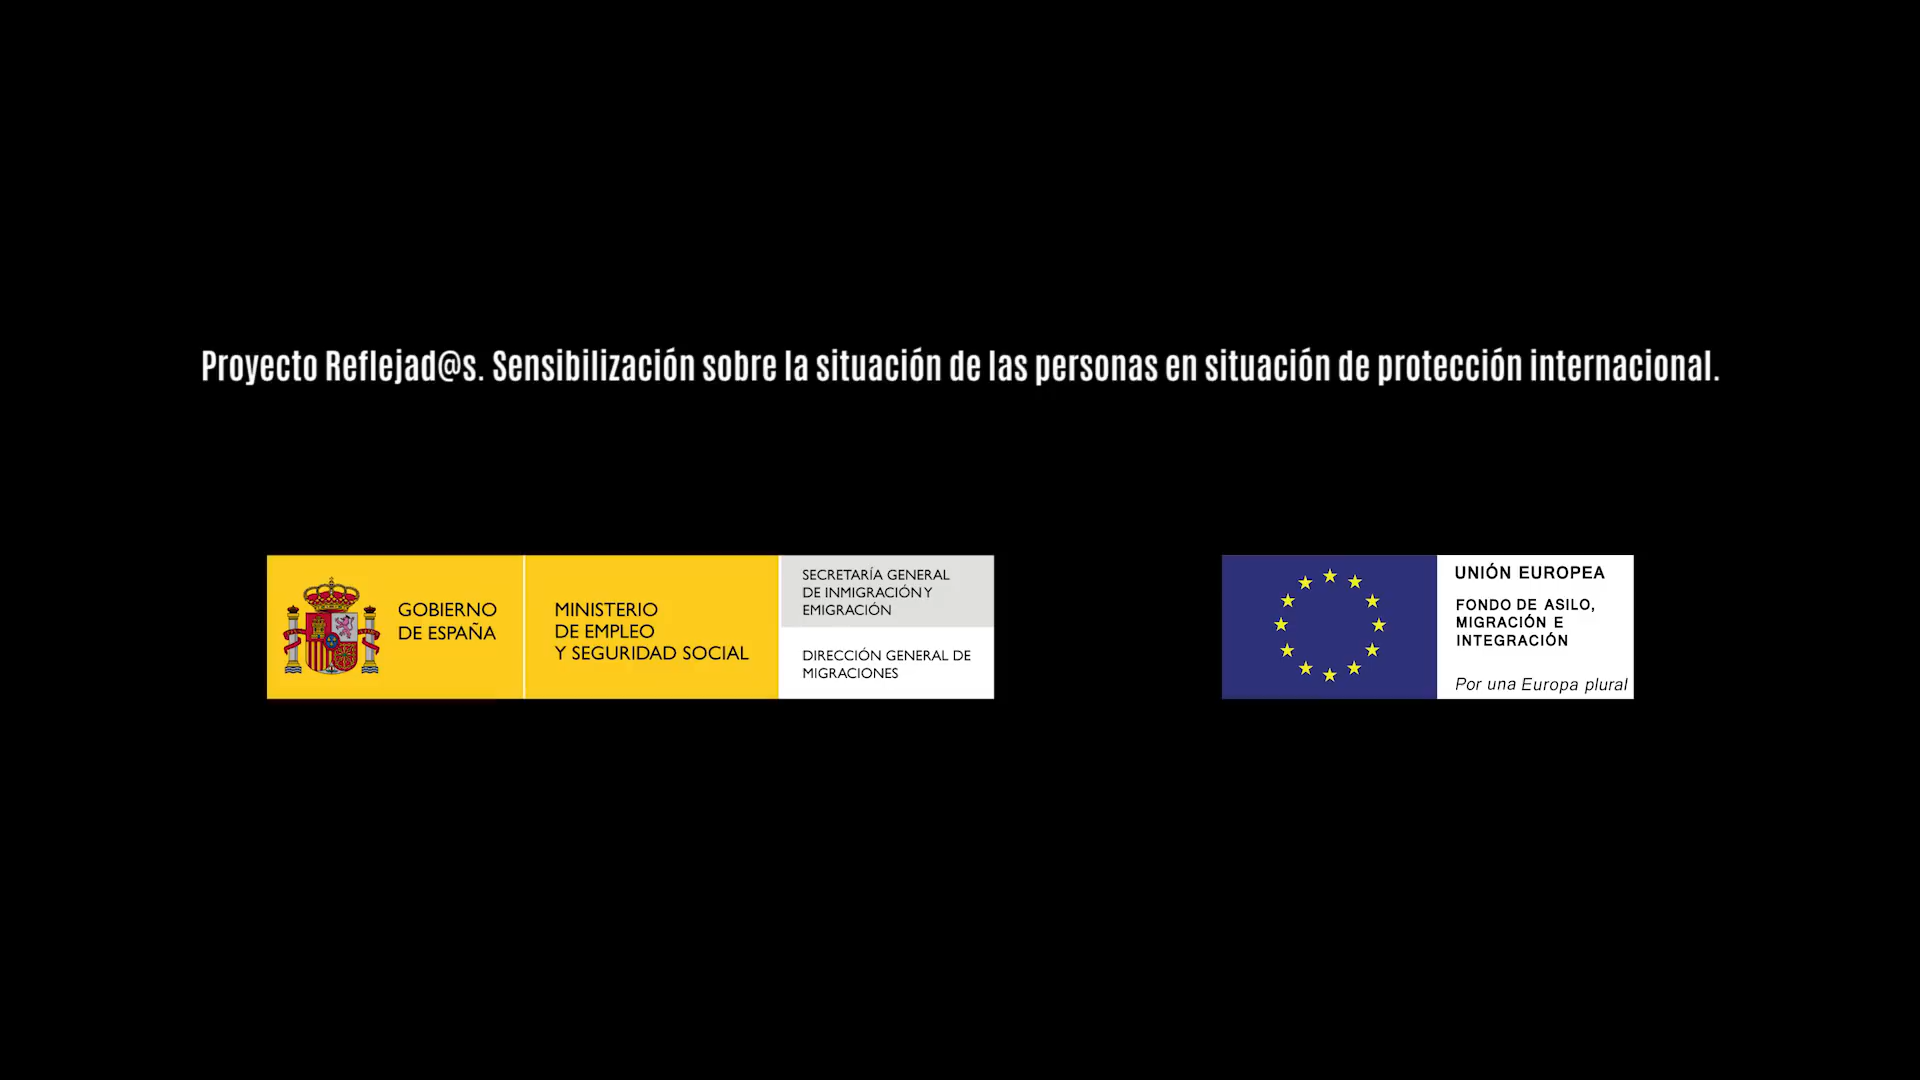 Proyecto Reflejad@s. Sensibilización sobre la situación de las personas en situación de protección internacional.
GOBIERNO
DE ESPAÑA
MINISTERIO
DE EMPLEO
Y SEGURIDAD SOCIAL
SECRETARÍA GENERAL
DE INMIGRACIÓN Y
EMIGRACIÓN
DIRECCIÓN GENERAL DE
MIGRACIONES
UNIÓN EUROPEA
FONDO DE ASILO,
MIGRACIÓN E
INTEGRACIÓN
Por una Europa plural